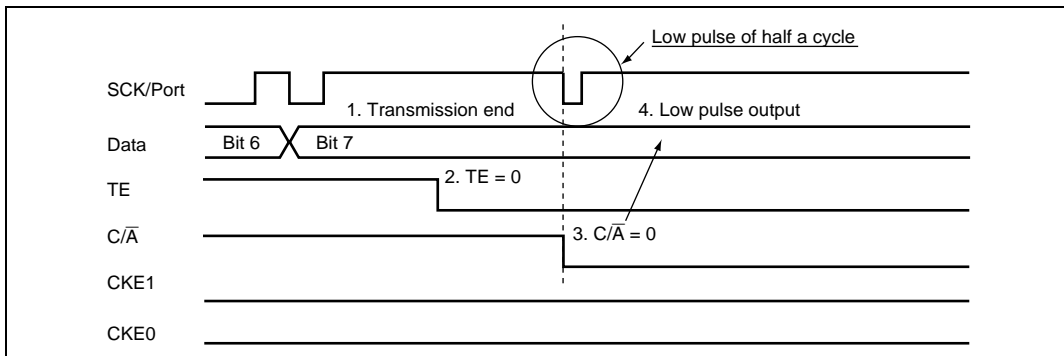 Low pulse of half a cycle
SCK/Port
1. Transmission end
4. Low pulse output
Data
Bit 6
Bit 7
TE
2. TE = 0
C/A̅
3. C/A̅ = 0
CKE1
CKE0